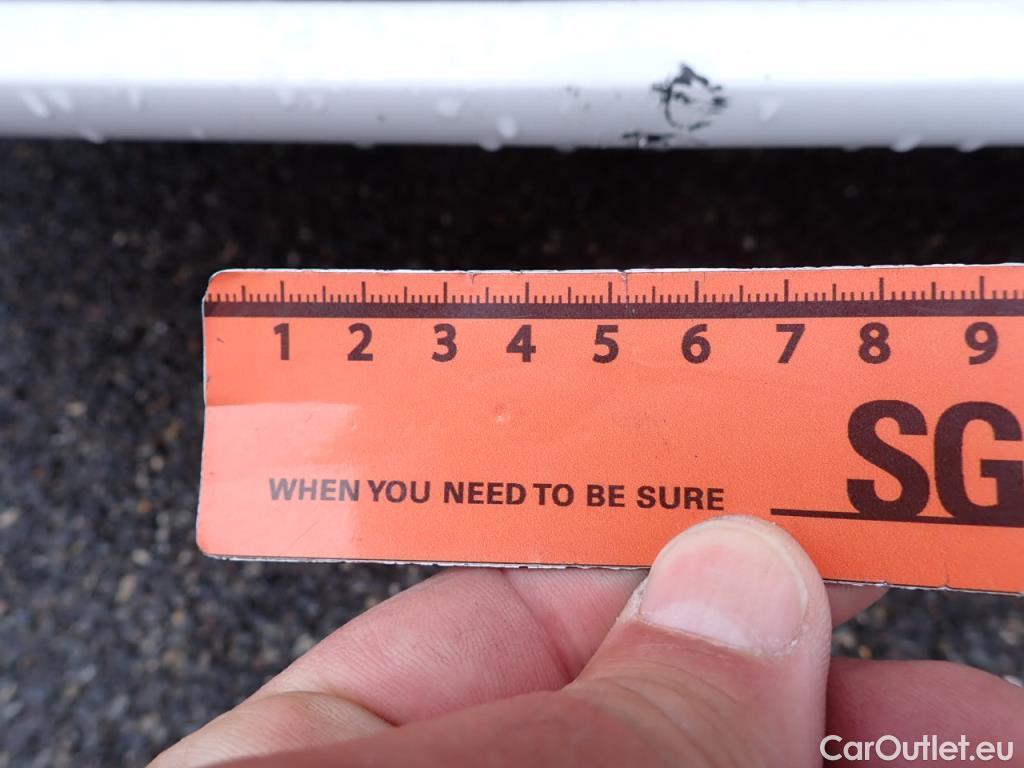 1 2 3 4 5 6 7 8 9
SG
WHEN YOU NEED TO BE SURE
CarOutlet.eu